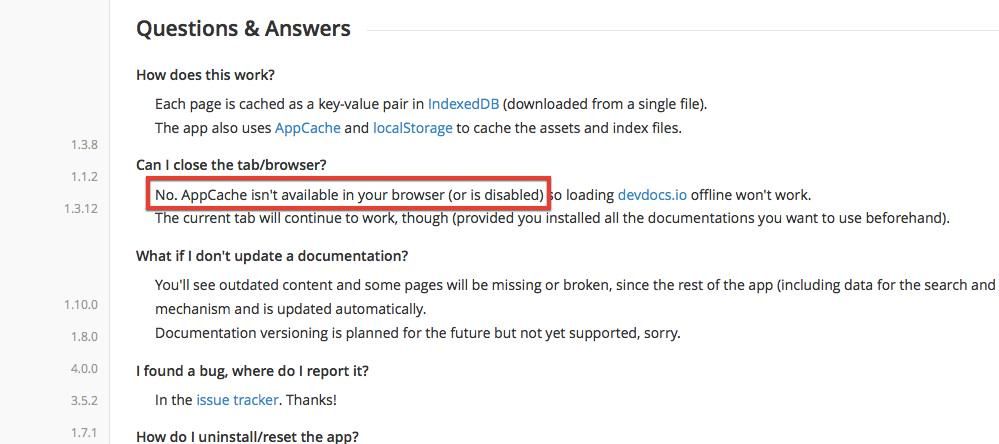 Questions & Answers
How does this work?
Each page is cached as a key-value pair in IndexedDB (downloaded from a single file).
The app also uses AppCache and localStorage to cache the assets and index files.
1.3.8
Can I close the tab/browser?
1.1.2
No. AppCache isn't available in your browser (or is disabled) so loading devdocs.io offline won't work.
1.3.12
The current tab will continue to work, though (provided you installed all the documentations you want to use beforehand).
What if I don't update a documentation?
You'll see outdated content and some pages will be missing or broken, since the rest of the app (including data for the search and
1.10.0
mechanism and is updated automatically.
1.8.0
Documentation versioning is planned for the future but not yet supported, sorry.
4.0.0
I found a bug, where do I report it?
3.5.2
In the issue tracker. Thanks!
1.7.1
How do I uninstall/reset the app?